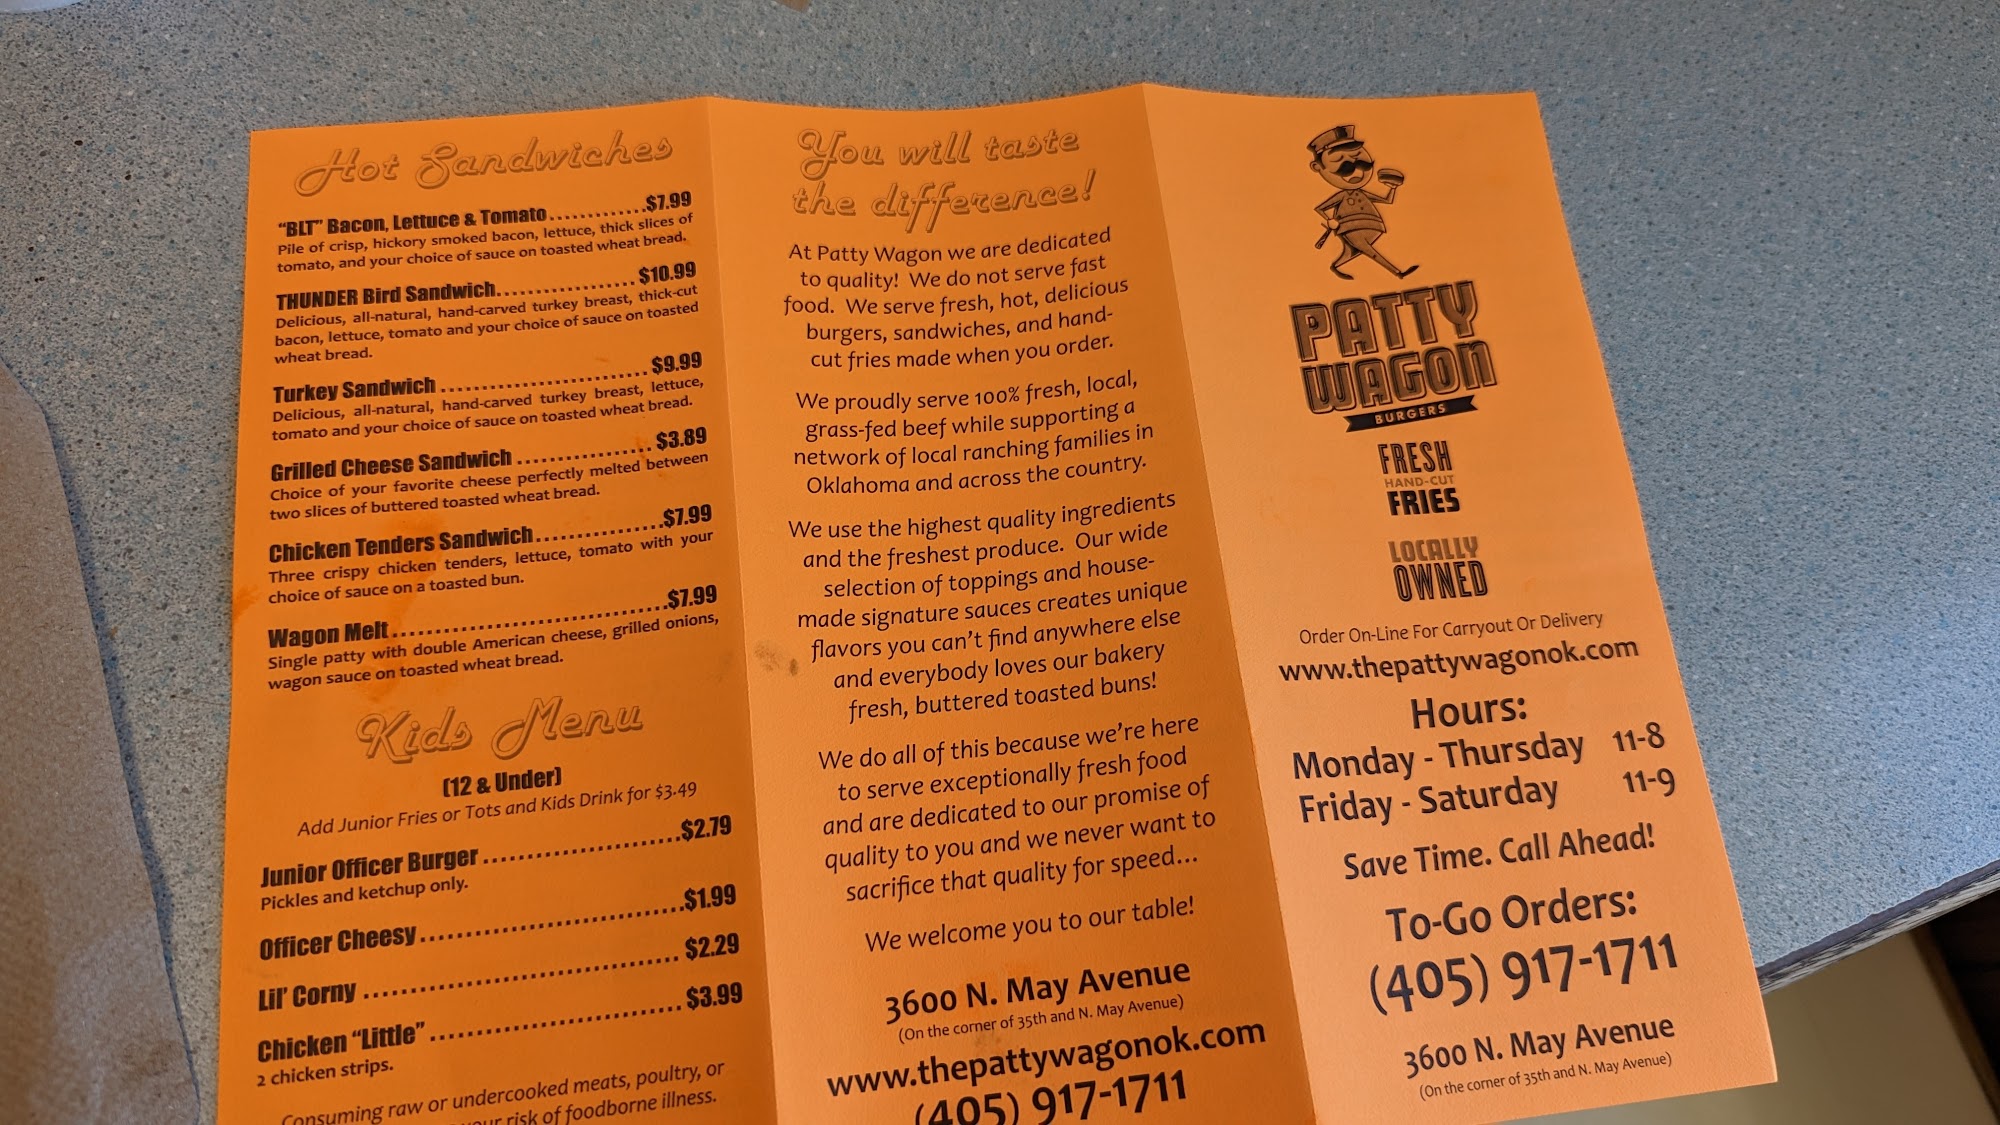 Hot Sandwiches
"BLT" Bacon, Lettuce & Tomato.............$7.99
Pile of crisp, hickory smoked bacon, lettuce, thick slices of
tomato, and your choice of sauce on toasted wheat bread.
THUNDER Bird Sandwich...................$10.99
Delicious, all-natural, hand-carved turkey breast, thick-cut
bacon, lettuce, tomato and your choice of sauce on toasted
wheat bread.
Turkey Sandwich ............................ $9.99
Delicious, all-natural, hand-carved turkey breast, lettuce,
tomato and your choice of sauce on toasted wheat bread.
Grilled Cheese Sandwich .................. $3.89
Choice of your favorite cheese perfectly melted between
two slices of buttered toasted wheat bread.
Chicken Tenders Sandwich.................$7.99
Three crispy chicken tenders, lettuce, tomato with your
choice of sauce on a toasted bun.
Wagon Melt .....................................$7.99
Single patty with double American cheese, grilled onions,
wagon sauce on toasted wheat bread.
Kids Menu
(12 & Under)
Add Junior Fries or Tots and Kids Drink for $3.49
Junior Officer Burger ..........................$2.79
Pickles and ketchup only.
Officer Cheesy...................................$1.99
Lil' Corny .......................................... $2.29
Chicken "Little" .................................. $3.99
2 chicken strips.
Consuming raw or undercooked meats, poultry, or
your risk of foodborne illness.
You will taste
the difference!
At Patty Wagon we are dedicated
to quality! We do not serve fast
food. We serve fresh, hot, delicious
burgers, sandwiches, and hand-
cut fries made when you order.
We proudly serve 100% fresh, local,
grass-fed beef while supporting a
network of local ranching families in
Oklahoma and across the country.
We use the highest quality ingredients
and the freshest produce. Our wide
selection of toppings and house-
made signature sauces creates unique
flavors you can't find anywhere else
and everybody loves our bakery
fresh, buttered toasted buns!
We do all of this because we're here
to serve exceptionally fresh food
and are dedicated to our promise of
quality to you and we never want to
sacrifice that quality for speed...
We welcome you to our table!
3600 N. May Avenue
(On the corner of 35th and N. May Avenue)
www.thepattywagonok.com
(405) 917-1711
PATTY
WAGON
BURGERS
FRESH
HAND-CUT
FRIES
LOCALLY
OWNED
Order On-Line For Carryout Or Delivery
www.thepattywagonok.com
Hours:
Monday - Thursday 11-8
Friday - Saturday 11-9
Save Time. Call Ahead!
To-Go Orders:
(405) 917-1711
3600 N. May Avenue
(On the corner of 35th and N. May Avenue)